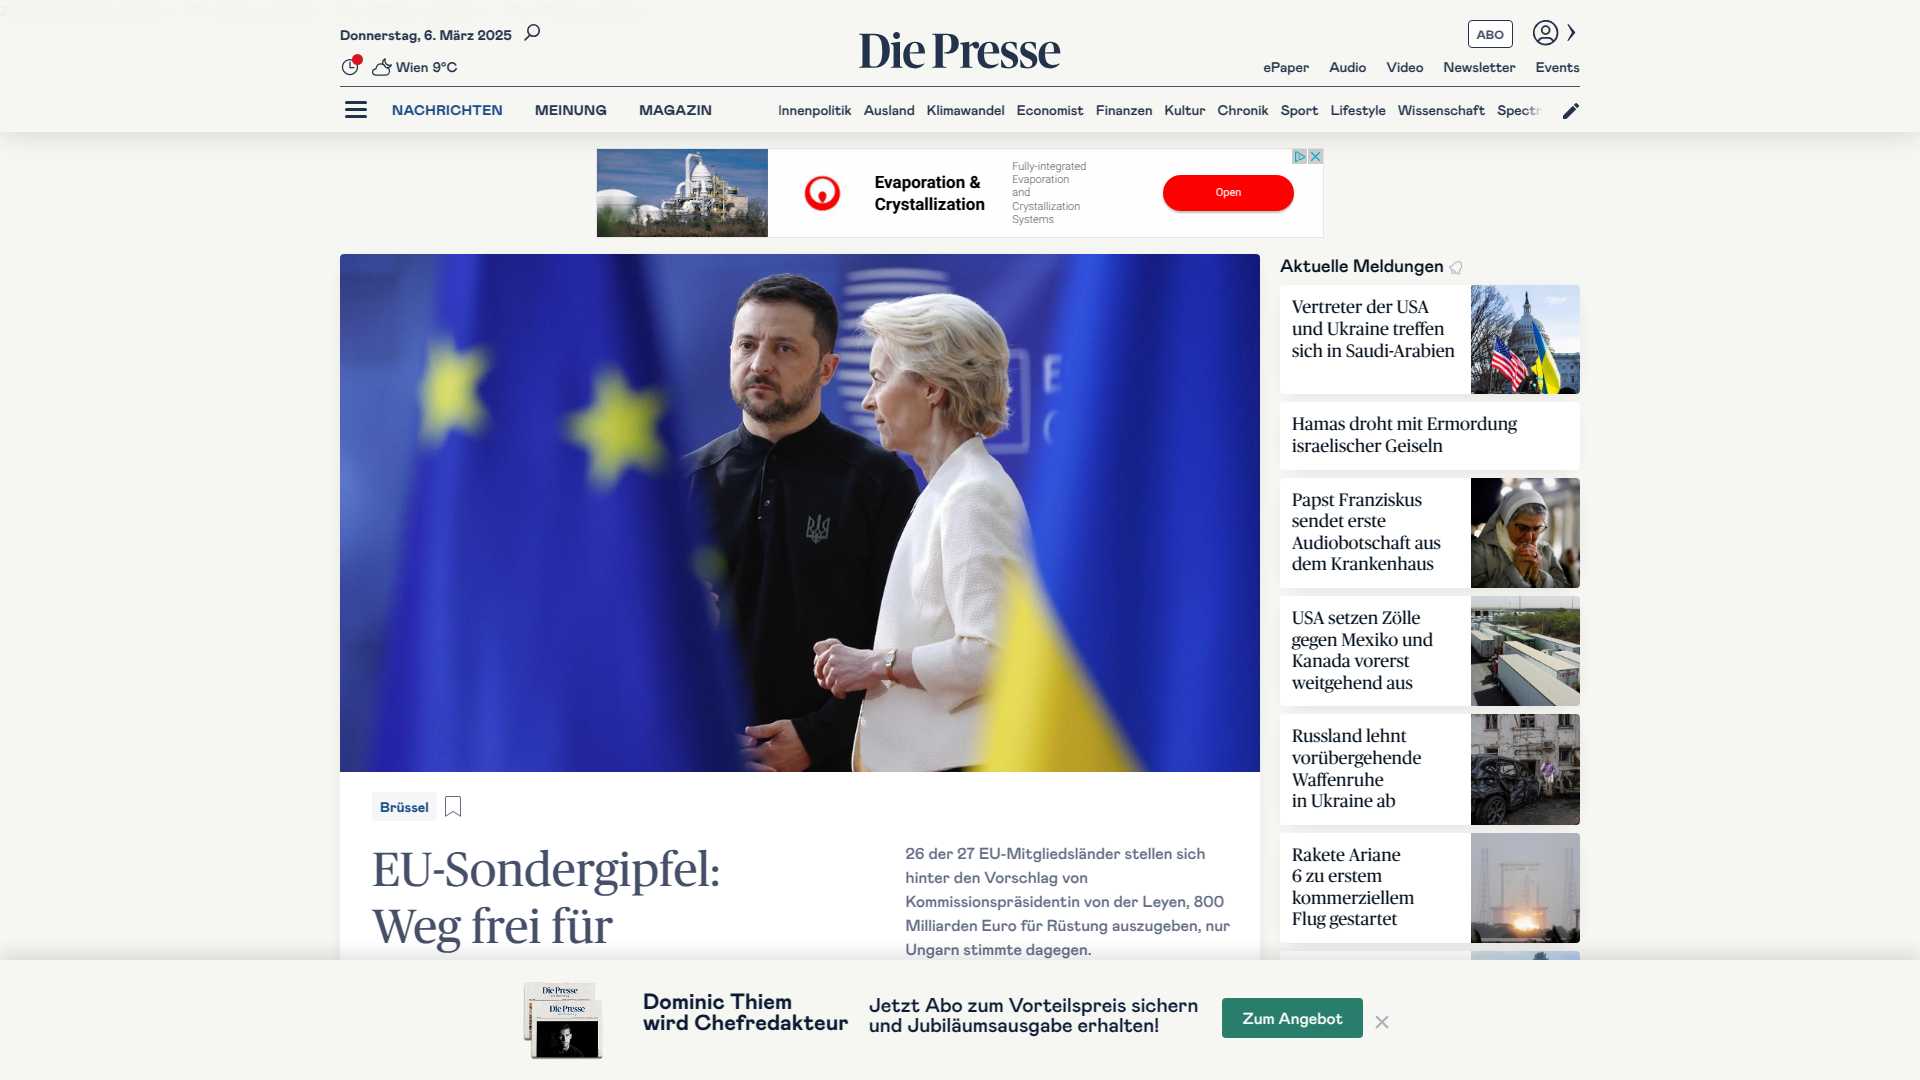 Donnerstag, 6. März 2025
Wien 9°C
Die Presse
ABO
ePaper Audio Video Newsletter Events
NACHRICHTEN MEINUNG MAGAZIN
Innenpolitik Ausland Klimawandel Economist Finanzen Kultur Chronik Sport Lifestyle Wissenschaft Spectr
Evaporation &
Crystallization
Fully-integrated
Evaporation
and
Crystallization
Systems
Open
Brüssel
EU-Sondergipfel:
Weg frei für
26 der 27 EU-Mitgliedsländer stellen sich
hinter den Vorschlag von
Kommissionspräsidentin von der Leyen, 800
Milliarden Euro für Rüstung auszugeben, nur
Ungarn stimmte dagegen.
Aktuelle Meldungen
Vertreter der USA
und Ukraine treffen
sich in Saudi-Arabien
Hamas droht mit Ermordung
israelischer Geiseln
Papst Franziskus
sendet erste
Audiobotschaft aus
dem Krankenhaus
USA setzen Zölle
gegen Mexiko und
Kanada vorerst
weitgehend aus
Russland lehnt
vorübergehende
Waffenruhe
in Ukraine ab
Rakete Ariane
6 zu erstem
kommerziellem
Flug gestartet
Die Presse
Die Presse
Dominic Thiem
wird Chefredakteur
Jetzt Abo zum Vorteilspreis sichern
und Jubiläumsausgabe erhalten!
Zum Angebot